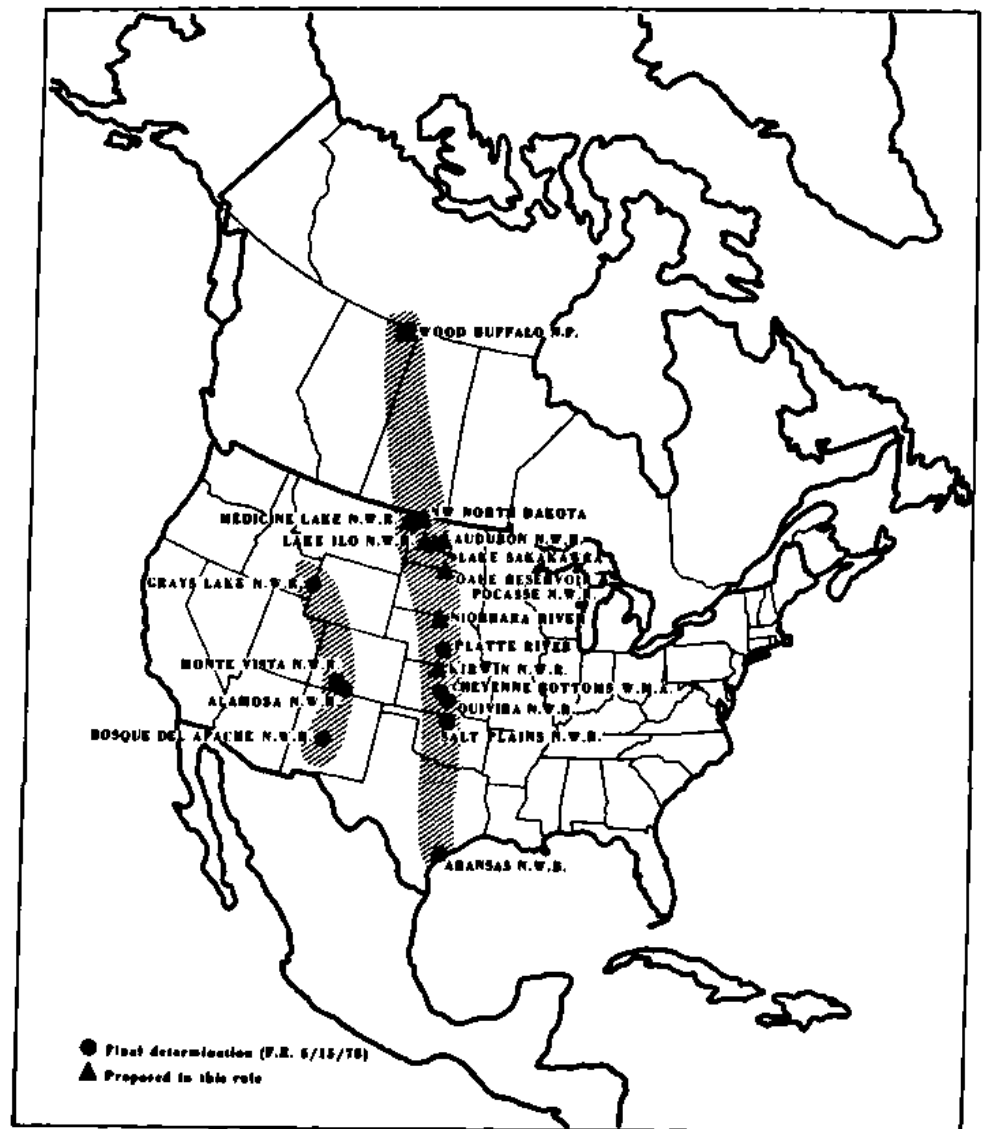 WOOD BUFFALO N.P.
NW NORTH DAKOTA
MEDICINE LAKE N.W.R.
LAKE ILO N.W.R.
AUDUBON N.W.R.
LAKE SAKAKAWEA
OAHE RESERVOIR &
POCASSE N.W.R.
GRAYS LAKE N.W.R.
NIOBRARA RIVER
PLATTE RIVER
MONTE VISTA N.W.R.
KIRWIN N.W.R.
CHEYENNE BOTTOMS W.M.A.
ALAMOSA N.W.R.
QUIVIRA N.W.R.
BOSQUE DEL APACHE N.W.R.
SALT PLAINS N.W.R.
ARANSAS N.W.R.
Final determination (F.R. 5/15/78)
Proposed in this rule